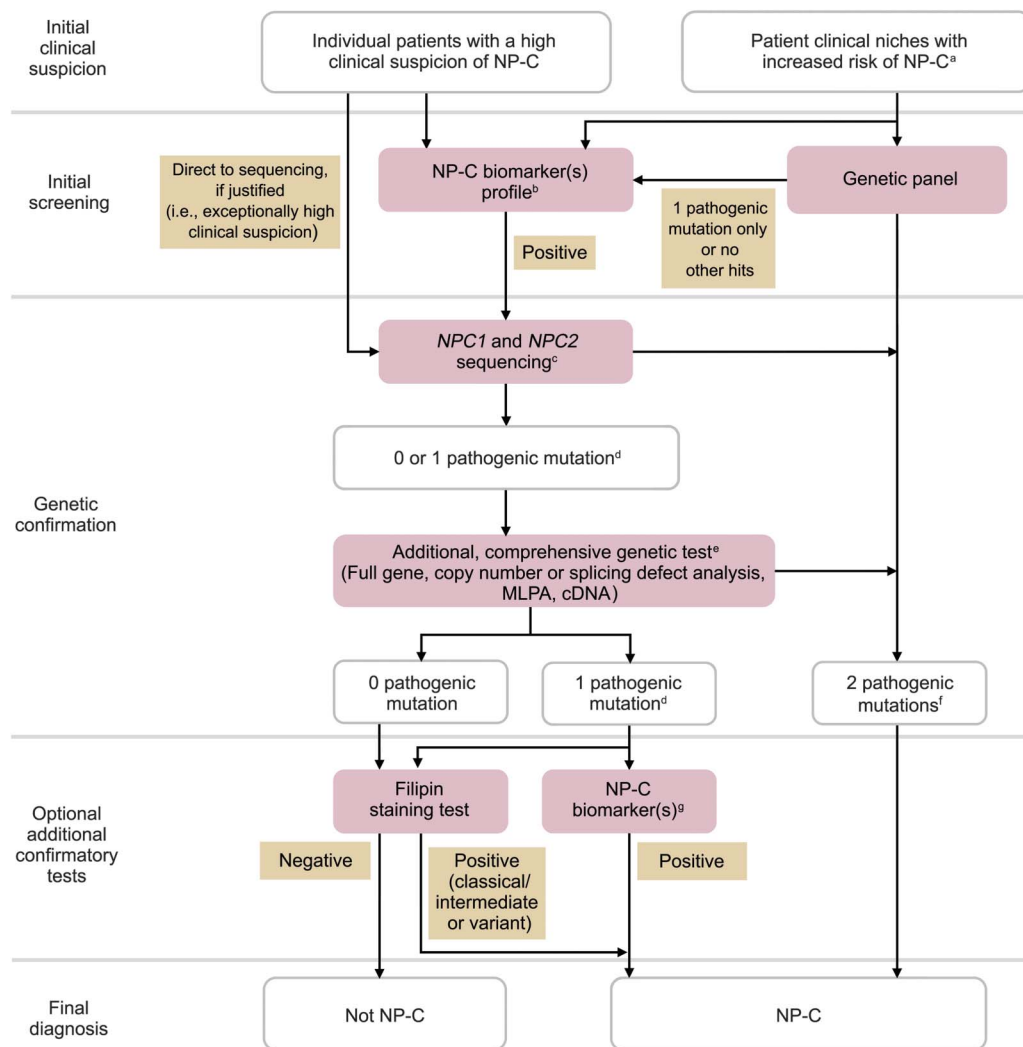 Initial
clinical
suspicion
Individual patients with a high
clinical suspicion of NP-C
Patient clinical niches with
increased risk of NP-Cᵃ
Initial
screening
Direct to sequencing,
if justified
(i.e., exceptionally high
clinical suspicion)
NP-C biomarker(s)
profileᵇ
Genetic panel
1 pathogenic
mutation only
or no
other hits
Positive
Genetic
confirmation
NPC1 and NPC2
sequencingᶜ
0 or 1 pathogenic mutationᵈ
Additional, comprehensive genetic testᵉ
(Full gene, copy number or splicing defect analysis,
MLPA, cDNA)
0 pathogenic
mutation
1 pathogenic
mutationᵈ
2 pathogenic
mutationsᶠ
Optional
additional
confirmatory
tests
Filipin
staining test
NP-C
biomarker(s)ᵍ
Negative
Positive
(classical/
intermediate
or variant)
Positive
Final
diagnosis
Not NP-C
NP-C